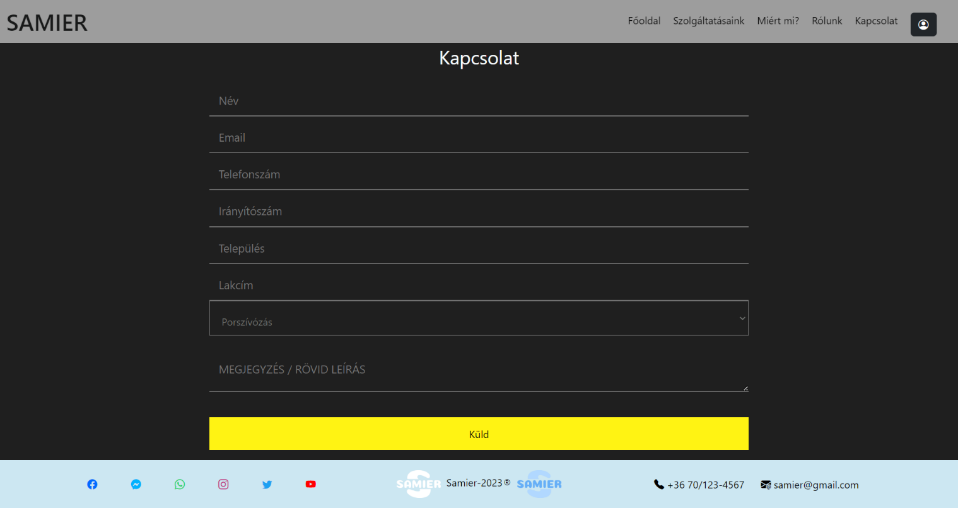 SAMIER
Főoldal Szolgáltatásaink Miért mi? Rólunk Kapcsolat
Kapcsolat
Név
Email
Telefonszám
Irányítószám
Település
Lakcím
Porszívózás
MEGJEGYZÉS / RÖVID LEÍRÁS
Küld
SAMIER Samier-2023® SAMIER
+36 70/123-4567 samier@gmail.com